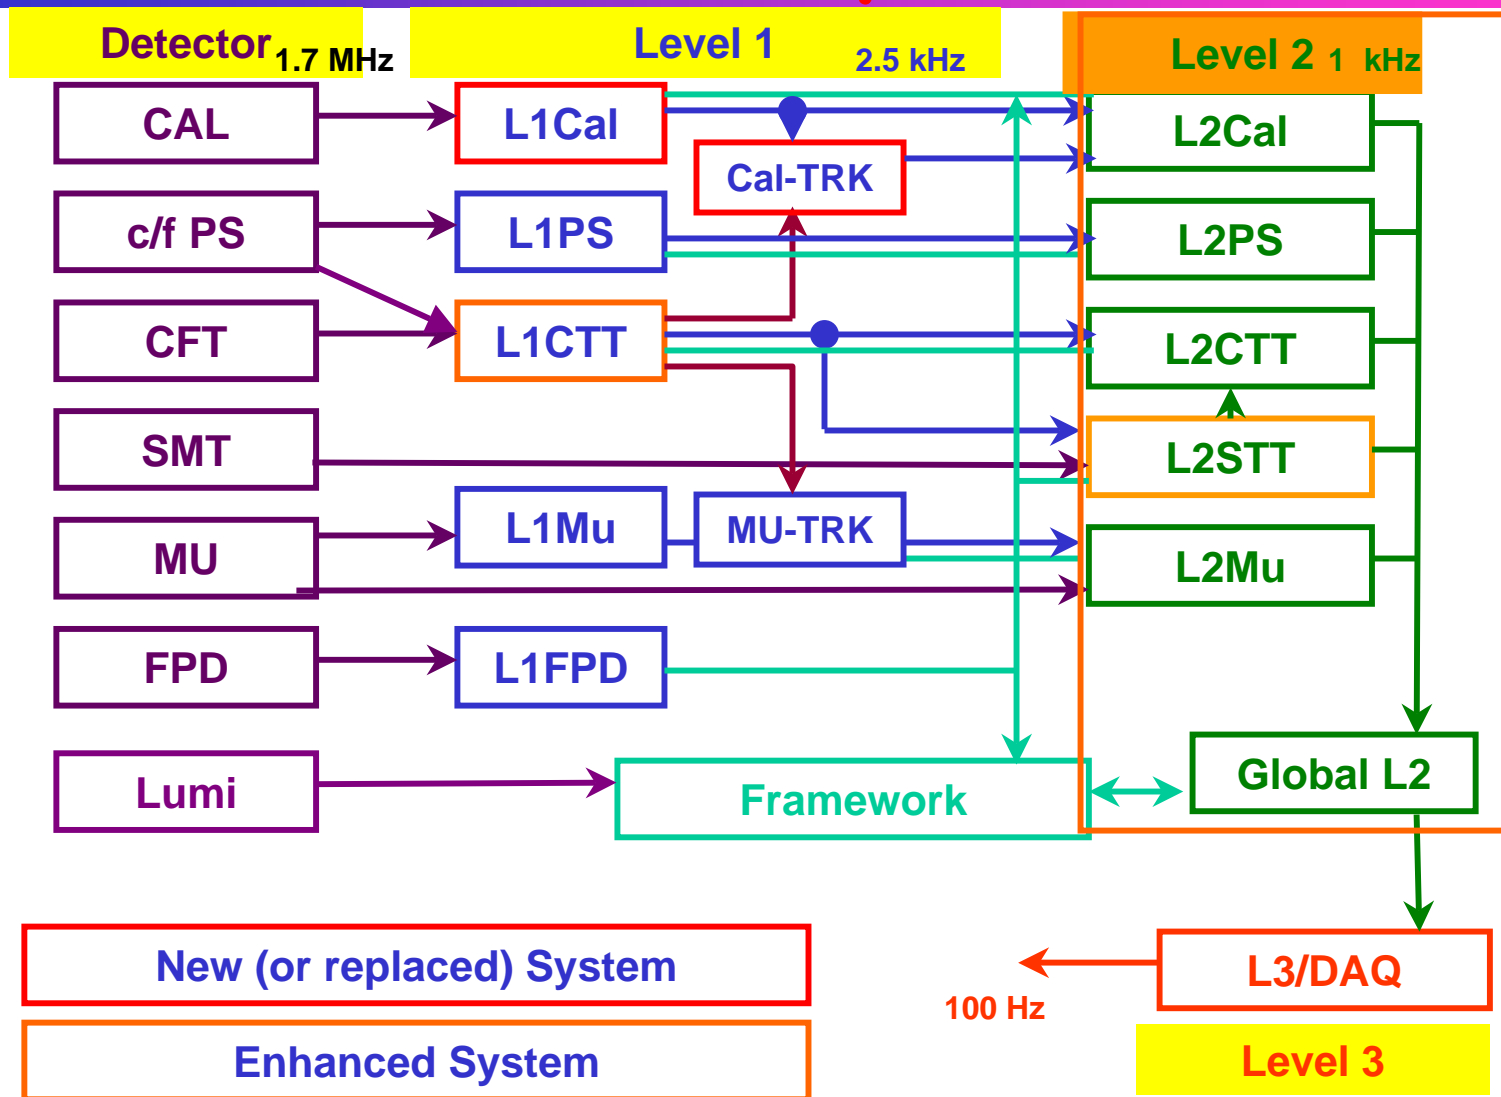 Detector 1.7 MHz Level 1 2.5 kHz Level 2 1 kHz
CAL L1Cal L2Cal
Cal-TRK
c/f PS L1PS L2PS
CFT L1CTT L2CTT
SMT L2STT
MU L1Mu MU-TRK L2Mu
FPD L1FPD
Lumi Framework Global L2
New (or replaced) System L3/DAQ
100 Hz
Enhanced System Level 3